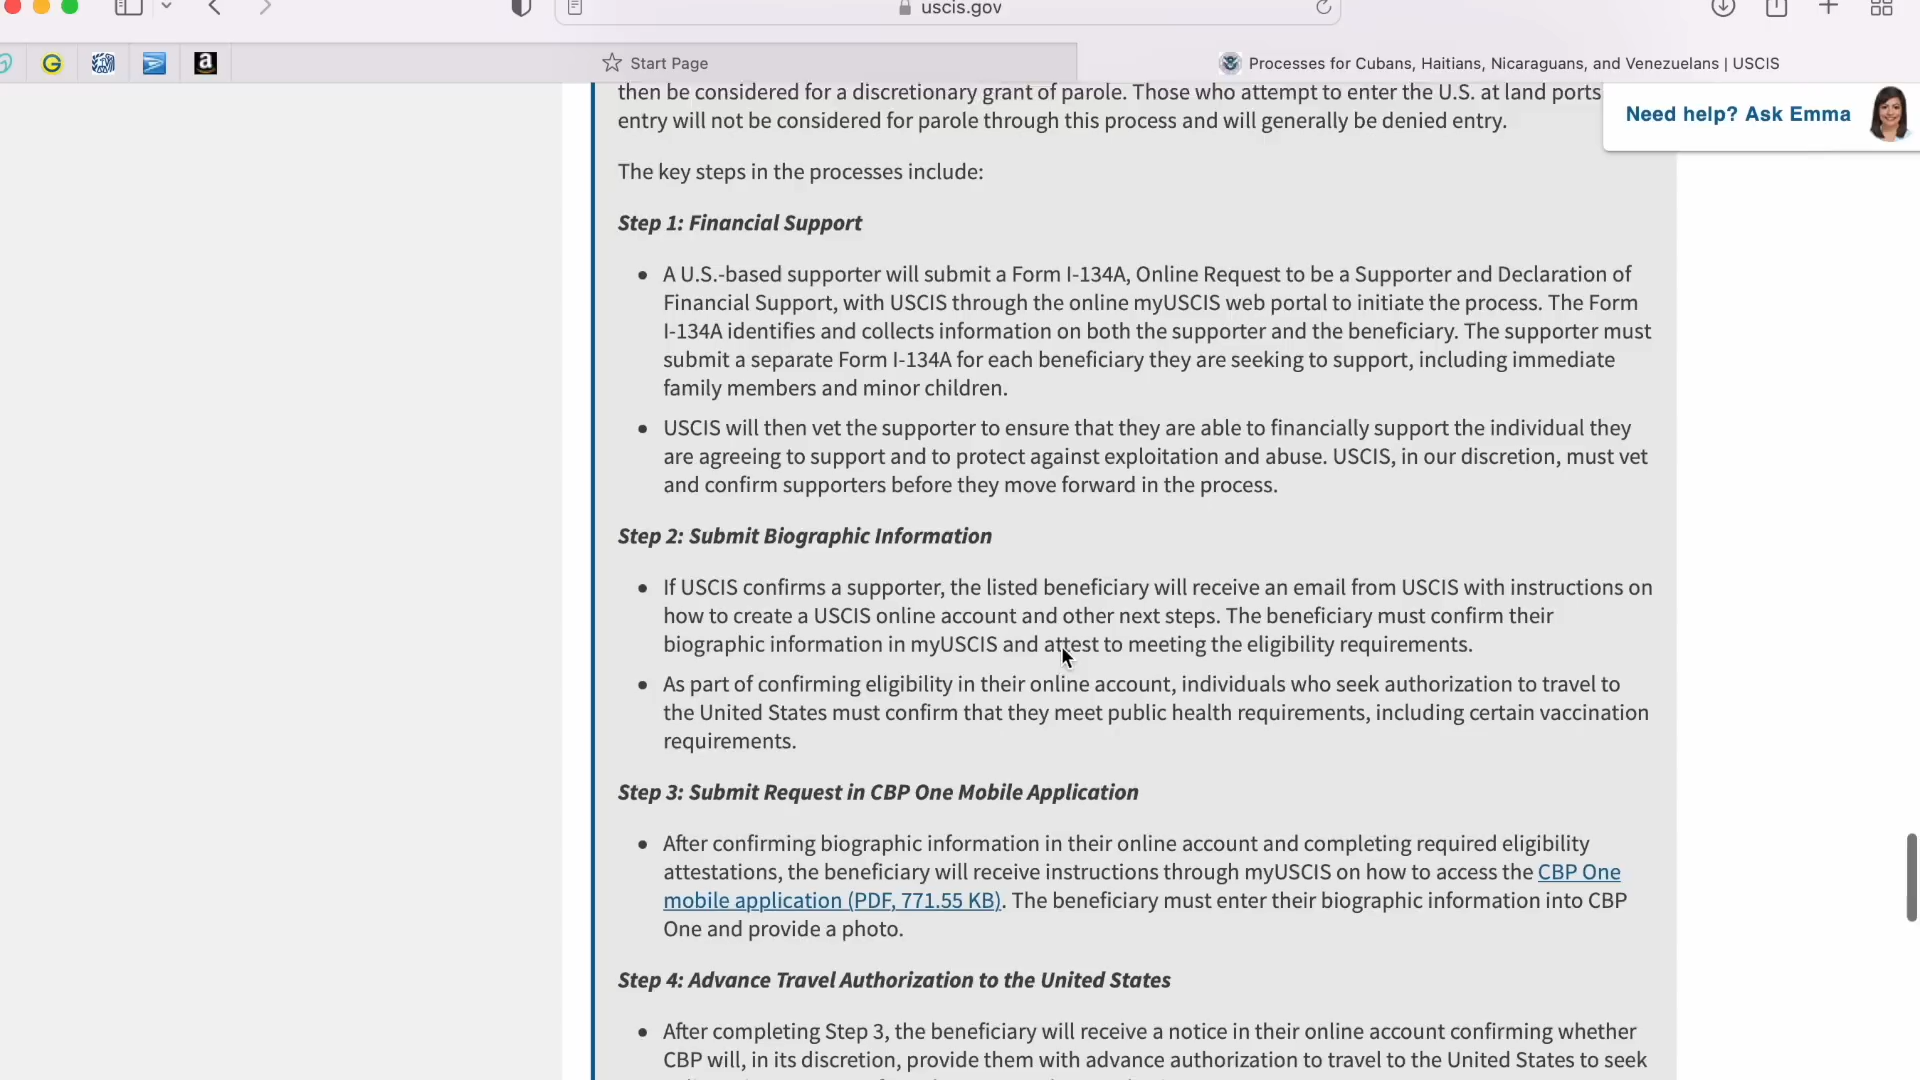 uscis.gov
Start Page
Processes for Cubans, Haitians, Nicaraguans, and Venezuelans | USCIS
Need help? Ask Emma
then be considered for a discretionary grant of parole. Those who attempt to enter the U.S. at land ports
entry will not be considered for parole through this process and will generally be denied entry.
The key steps in the processes include:
Step 1: Financial Support
• A U.S.-based supporter will submit a Form I-134A, Online Request to be a Supporter and Declaration of
Financial Support, with USCIS through the online myUSCIS web portal to initiate the process. The Form
I-134A identifies and collects information on both the supporter and the beneficiary. The supporter must
submit a separate Form I-134A for each beneficiary they are seeking to support, including immediate
family members and minor children.
• USCIS will then vet the supporter to ensure that they are able to financially support the individual they
are agreeing to support and to protect against exploitation and abuse. USCIS, in our discretion, must vet
and confirm supporters before they move forward in the process.
Step 2: Submit Biographic Information
• If USCIS confirms a supporter, the listed beneficiary will receive an email from USCIS with instructions on
how to create a USCIS online account and other next steps. The beneficiary must confirm their
biographic information in myUSCIS and attest to meeting the eligibility requirements.
• As part of confirming eligibility in their online account, individuals who seek authorization to travel to
the United States must confirm that they meet public health requirements, including certain vaccination
requirements.
Step 3: Submit Request in CBP One Mobile Application
• After confirming biographic information in their online account and completing required eligibility
attestations, the beneficiary will receive instructions through myUSCIS on how to access the CBP One
mobile application (PDF, 771.55 KB). The beneficiary must enter their biographic information into CBP
One and provide a photo.
Step 4: Advance Travel Authorization to the United States
• After completing Step 3, the beneficiary will receive a notice in their online account confirming whether
CBP will, in its discretion, provide them with advance authorization to travel to the United States to seek